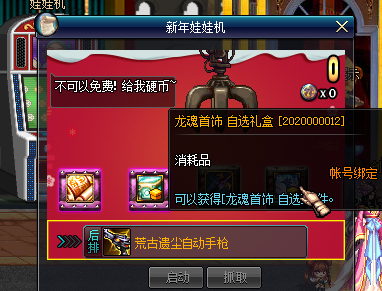 娃娃机
新年娃娃机
0
不可以免费! 给我硬币~
x0
龙魂首饰 自选礼盒 [2020000012]
消耗品
帐号绑定
可以获得[龙魂首饰 自选 件。
后排
荒古遗尘自动手枪
启动
抓取